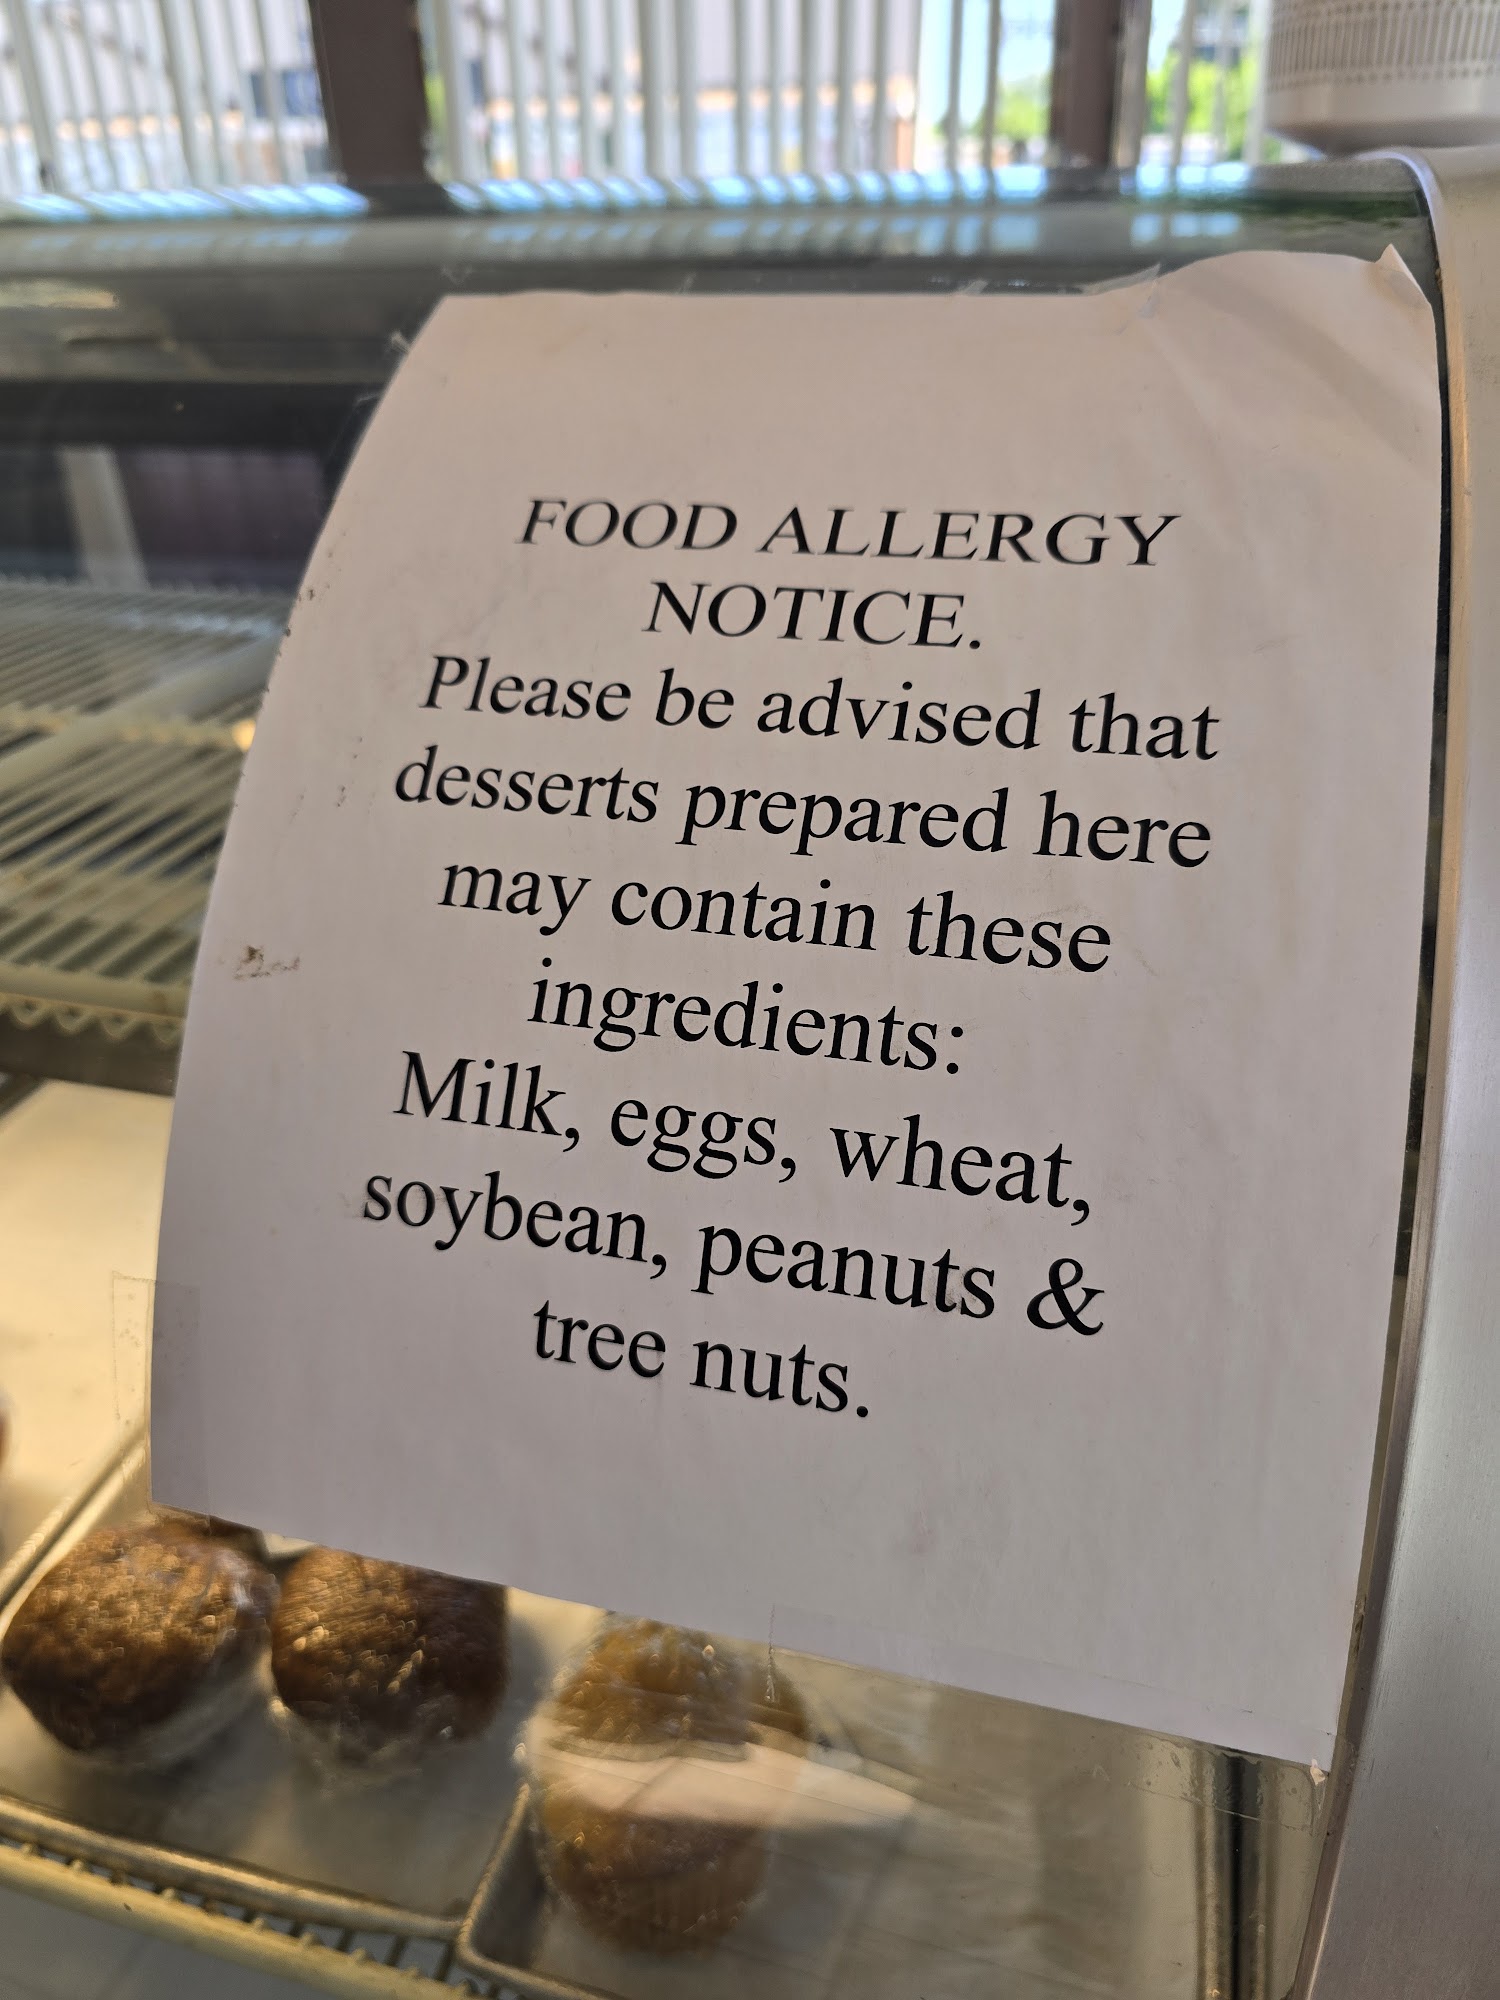 FOOD ALLERGY
NOTICE.
Please be advised that
desserts prepared here
may contain these
ingredients:
Milk, eggs, wheat,
soybean, peanuts &
tree nuts.